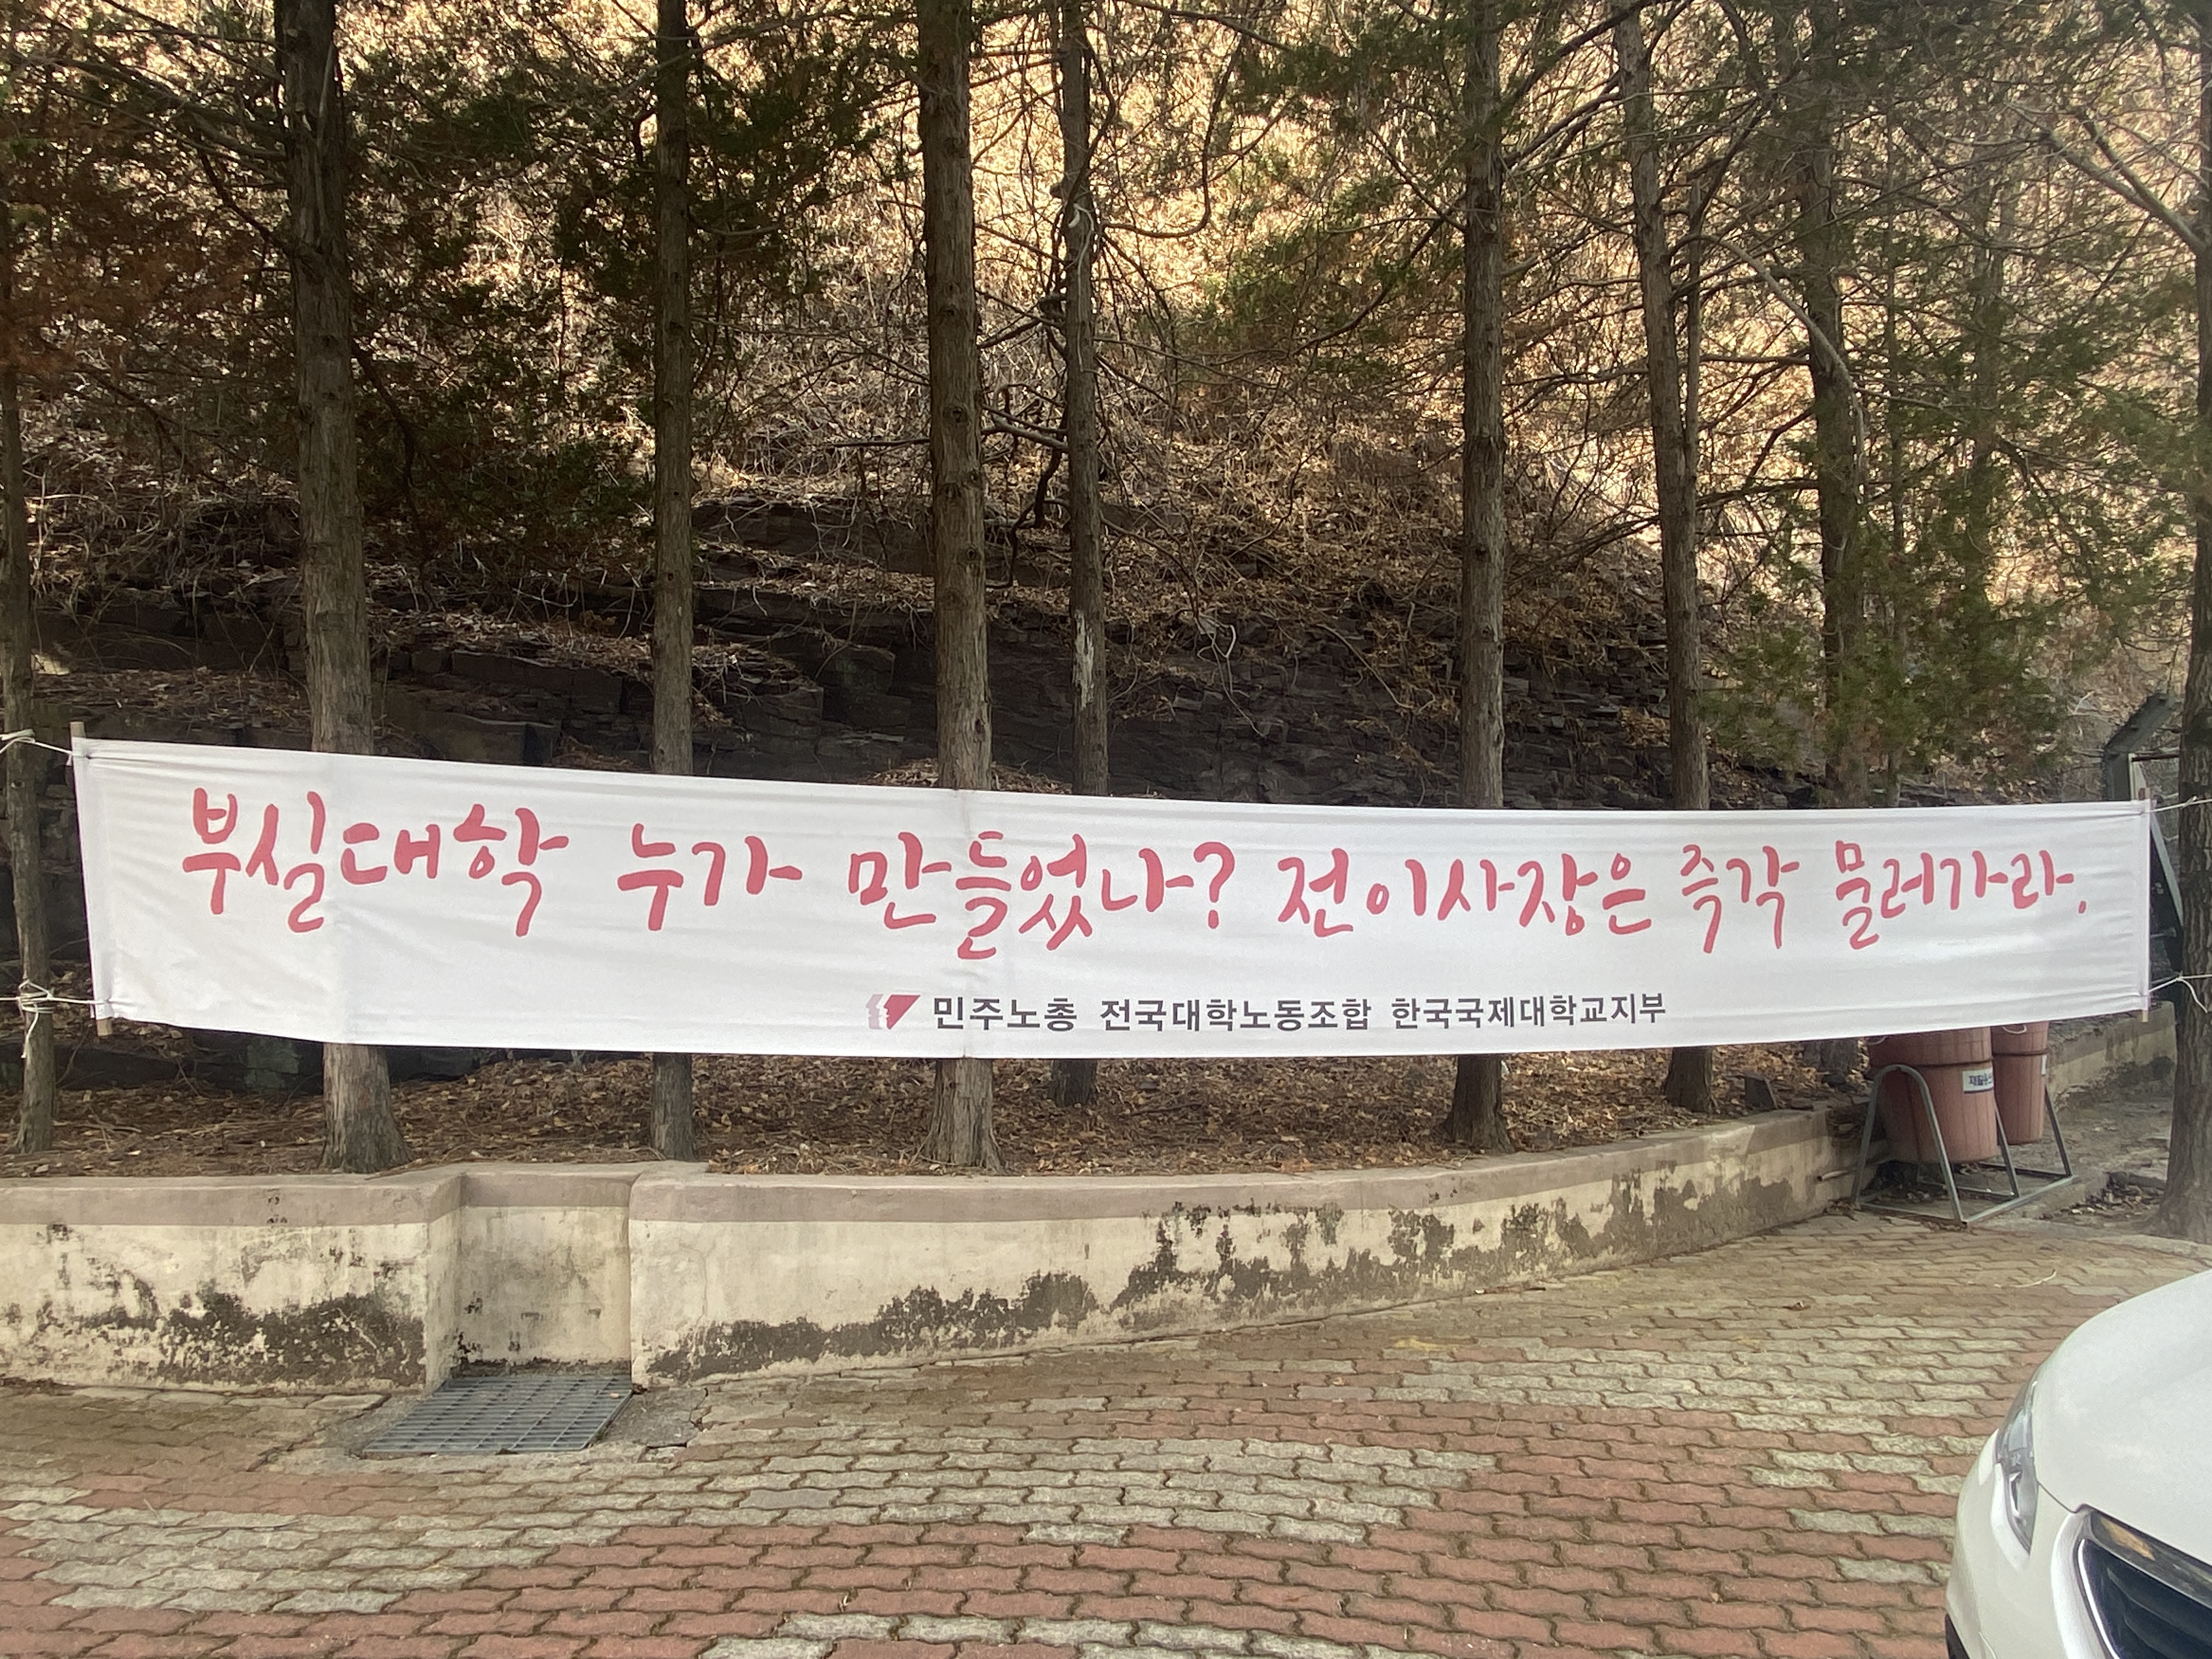 부실대학 누가 만들었나? 전이사장은 즉각 물러가라.
민주노총 전국대학노동조합 한국국제대학교지부